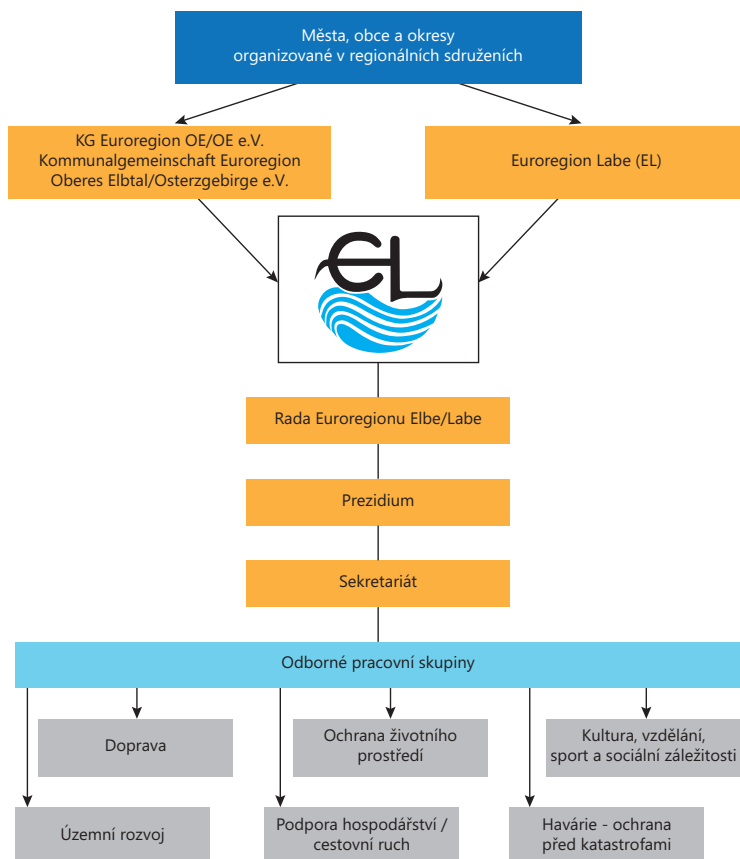 Města, obce a okresy
organizované v regionálních sdruženích
KG Euroregion OE/OE e.V.
Kommunalgemeinschaft Euroregion
Oberes Elbtal/Osterzgebirge e.V.
Euroregion Labe (EL)
EL
Rada Euroregionu Elbe/Labe
Prezidium
Sekretariát
Odborné pracovní skupiny
Doprava
Ochrana životního
prostředí
Kultura, vzdělání,
sport a sociální záležitosti
Územní rozvoj
Podpora hospodářství /
cestovní ruch
Havárie - ochrana
před katastrofami